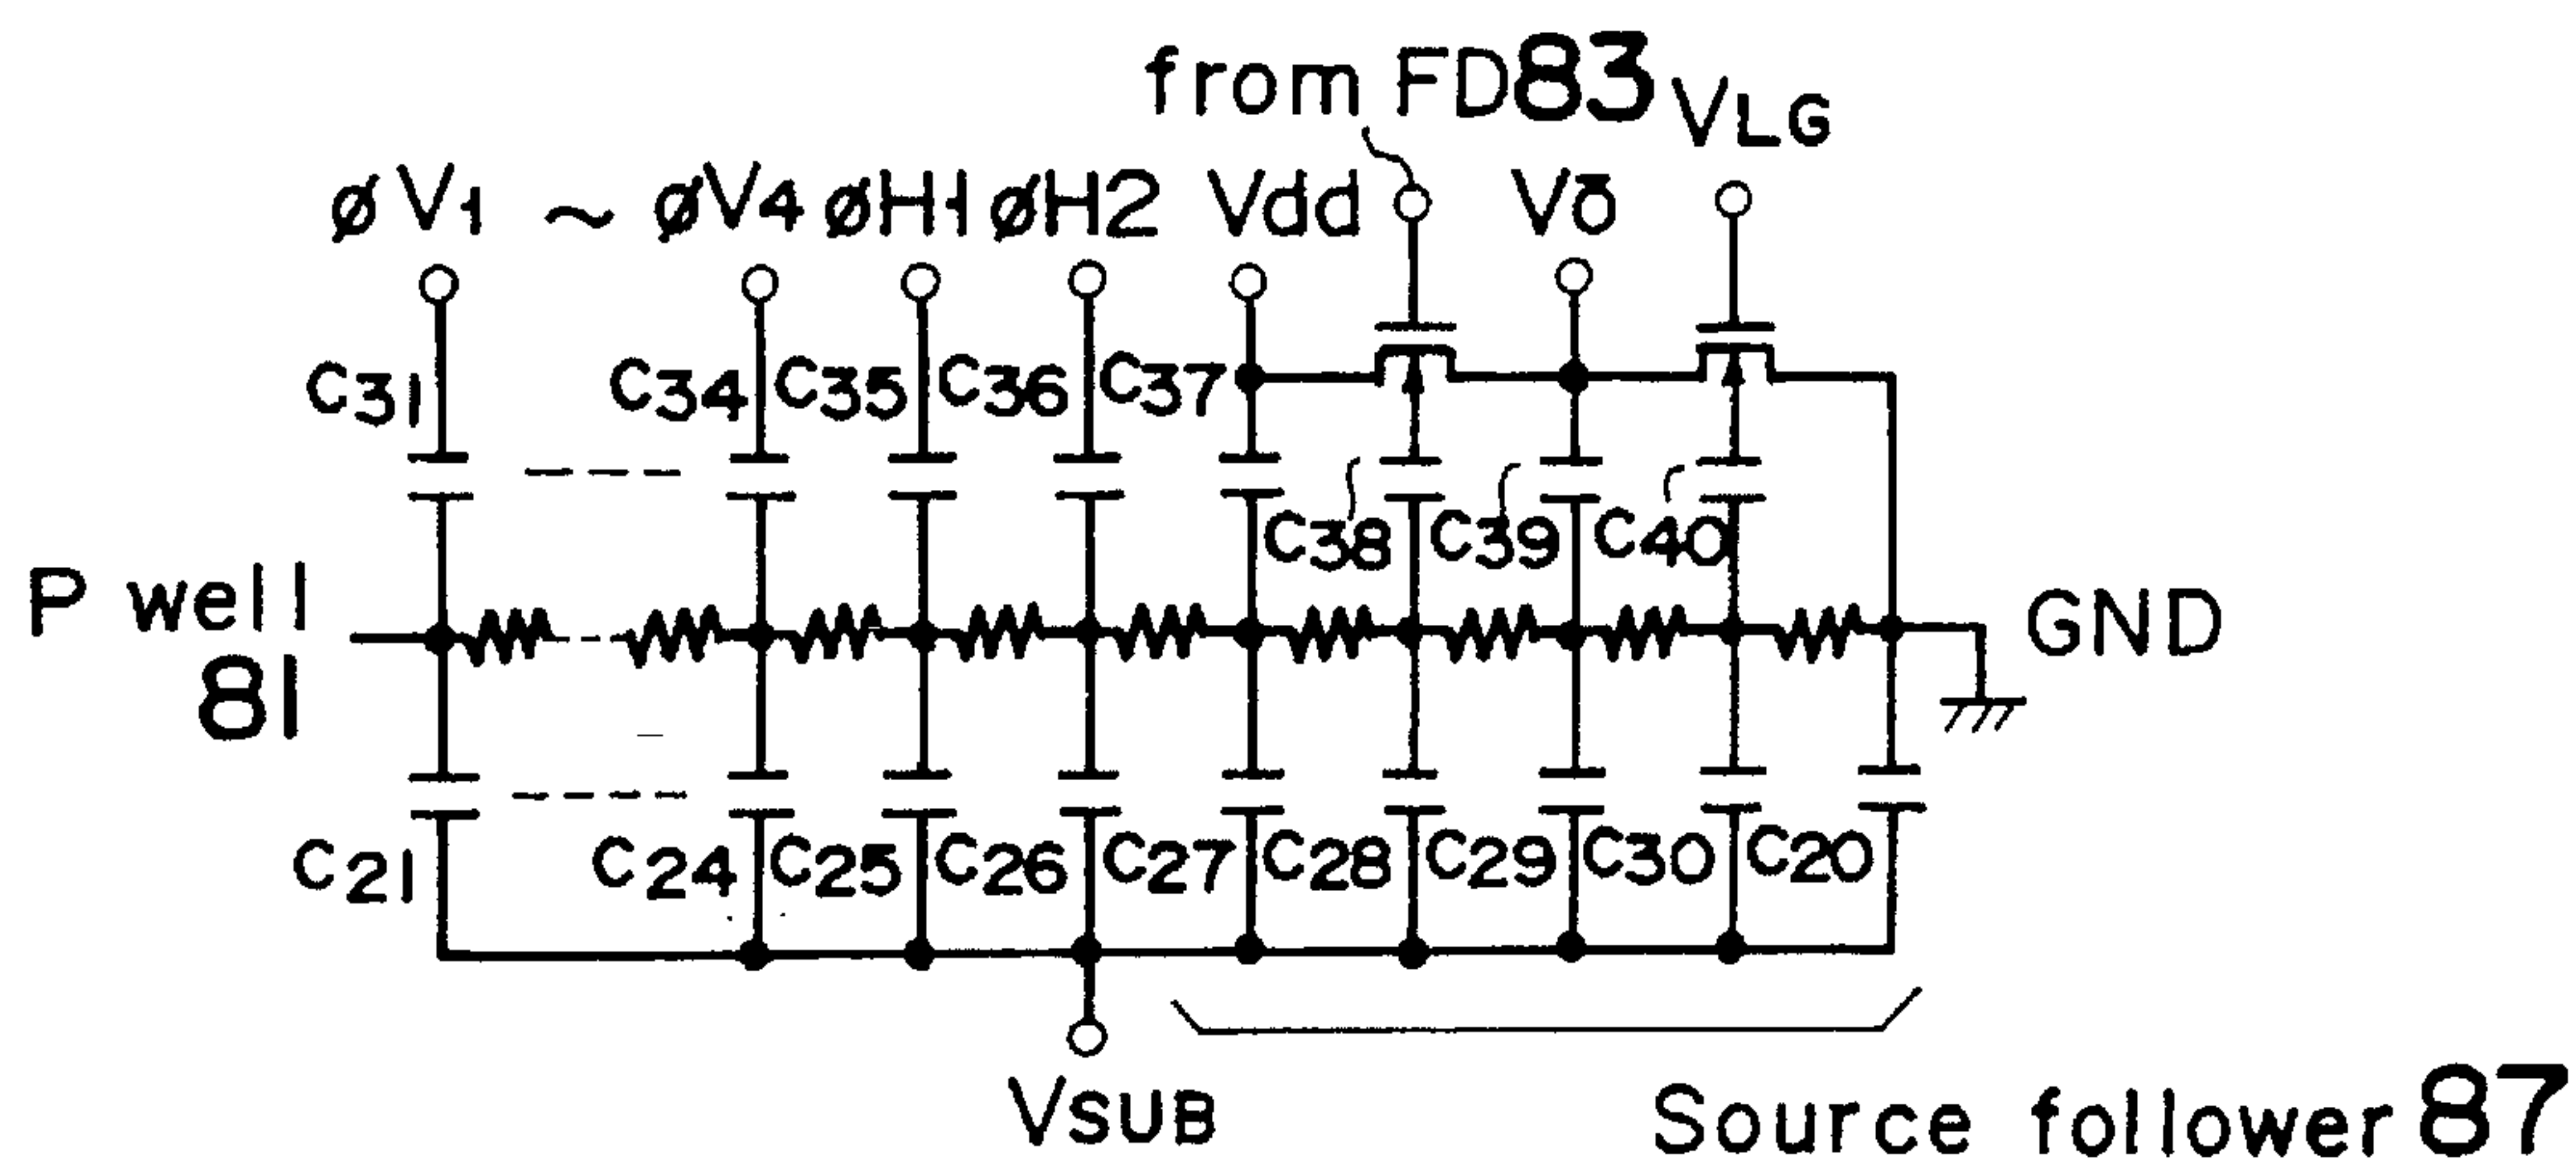 from FD83 VLG
øV1 ~ øV4 øH1 øH2 Vdd Vō
C31 C34 C35 C36 C37
C38 C39 C40
P well
81
GND
C21 C24 C25 C26 C27 C28 C29 C30 C20
VSUB
Source follower 87